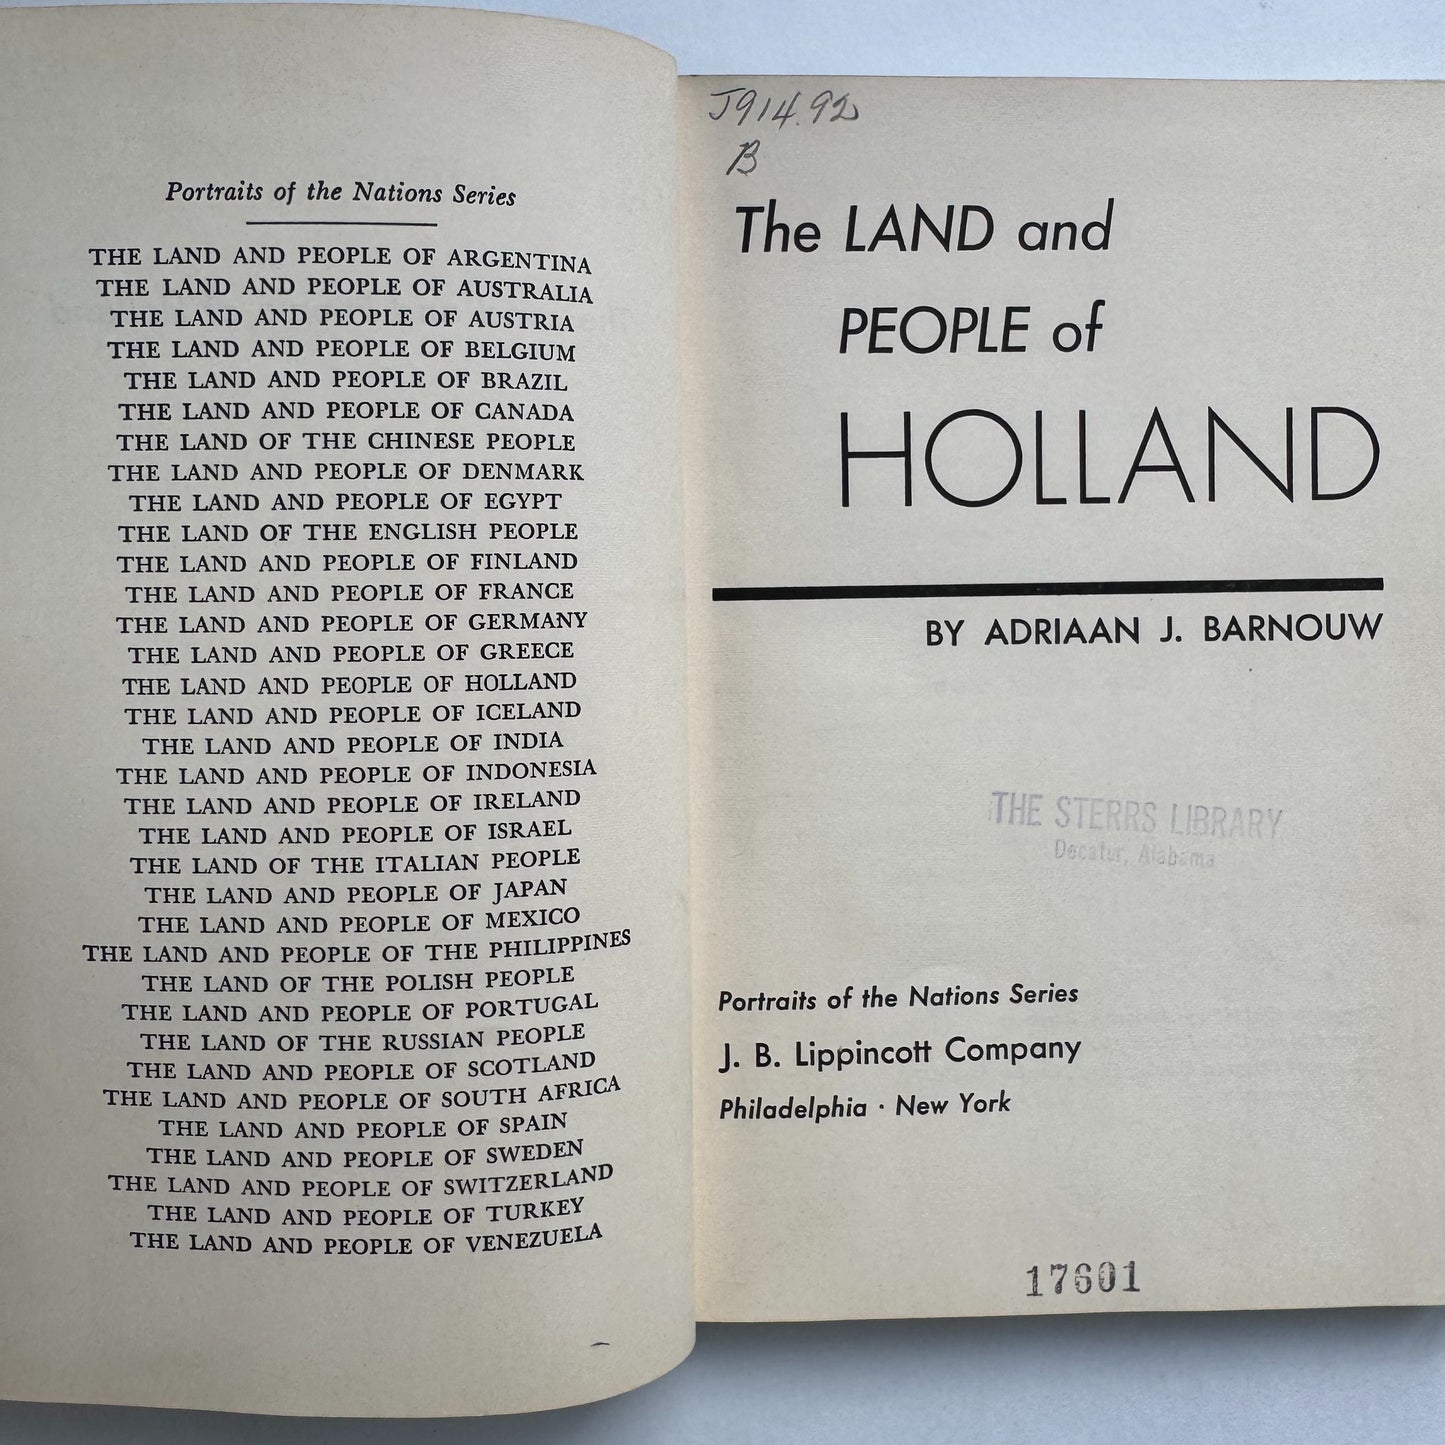 Portraits of the Nations Series
THE LAND AND PEOPLE OF ARGENTINA
THE LAND AND PEOPLE OF AUSTRALIA
THE LAND AND PEOPLE OF AUSTRIA
THE LAND AND PEOPLE OF BELGIUM
THE LAND AND PEOPLE OF BRAZIL
THE LAND AND PEOPLE OF CANADA
THE LAND OF THE CHINESE PEOPLE
THE LAND AND PEOPLE OF DENMARK
THE LAND AND PEOPLE OF EGYPT
THE LAND OF THE ENGLISH PEOPLE
THE LAND AND PEOPLE OF FINLAND
THE LAND AND PEOPLE OF FRANCE
THE LAND AND PEOPLE OF GERMANY
THE LAND AND PEOPLE OF GREECE
THE LAND AND PEOPLE OF HOLLAND
THE LAND AND PEOPLE OF ICELAND
THE LAND AND PEOPLE OF INDIA
THE LAND AND PEOPLE OF INDONESIA
THE LAND AND PEOPLE OF IRELAND
THE LAND AND PEOPLE OF ISRAEL
THE LAND OF THE ITALIAN PEOPLE
THE LAND AND PEOPLE OF JAPAN
THE LAND AND PEOPLE OF MEXICO
THE LAND AND PEOPLE OF THE PHILIPPINES
THE LAND OF THE POLISH PEOPLE
THE LAND AND PEOPLE OF PORTUGAL
THE LAND OF THE RUSSIAN PEOPLE
THE LAND AND PEOPLE OF SCOTLAND
THE LAND AND PEOPLE OF SOUTH AFRICA
THE LAND AND PEOPLE OF SPAIN
THE LAND AND PEOPLE OF SWEDEN
THE LAND AND PEOPLE OF SWITZERLAND
THE LAND AND PEOPLE OF TURKEY
THE LAND AND PEOPLE OF VENEZUELA
J914.92
B
The LAND and
PEOPLE of
HOLLAND
BY ADRIAAN J. BARNOUW
THE STERRS LIBRARY
Decatur, Alabama
Portraits of the Nations Series
J. B. Lippincott Company
Philadelphia · New York
17601